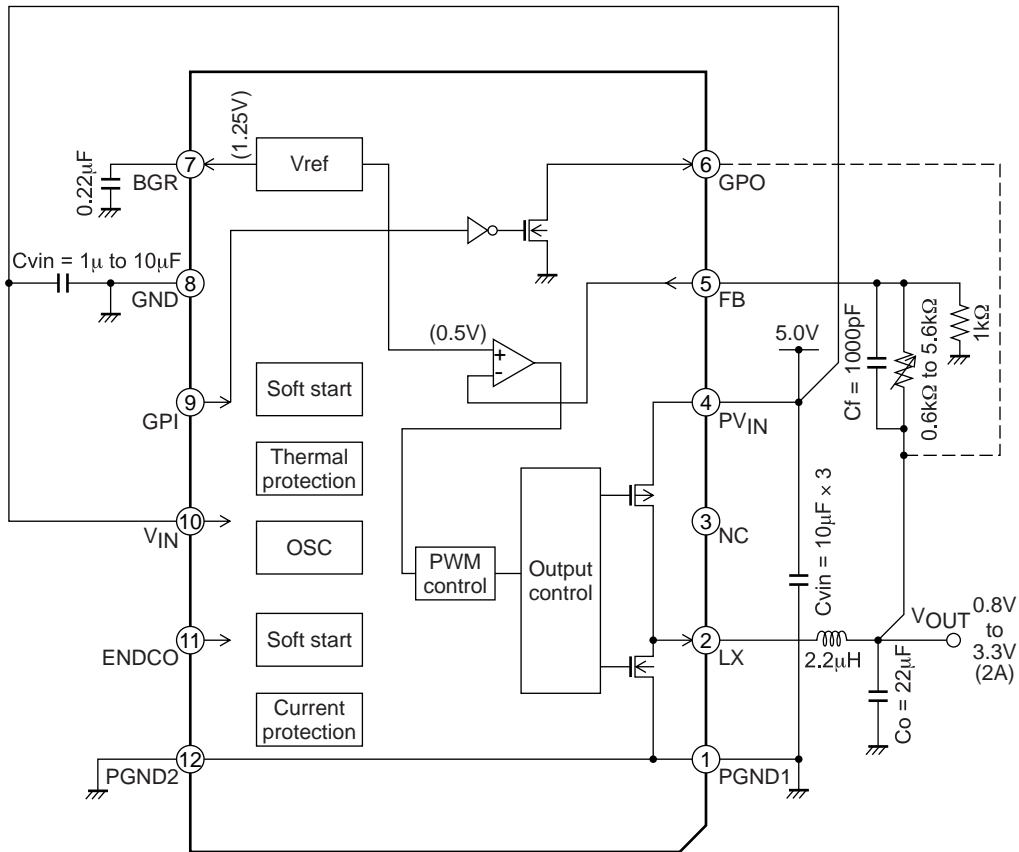 (1.25V)
Vref
7
BGR
0.22µF
6
GPO
Cvin = 1µ to 10µF
8
GND
5
FB
(0.5V)
+
-
5.0V
Cf = 1000pF
0.6kΩ to 5.6kΩ
1kΩ
Soft start
9
GPI
4
PVIN
Thermal
protection
10
VIN
OSC
PWM
control
Output
control
3
NC
Cvin = 10µF × 3
11
ENDCO
Soft start
2
LX
2.2µH
VOUT
0.8V
to
3.3V
(2A)
Co = 22µF
Current
protection
12
PGND2
1
PGND1